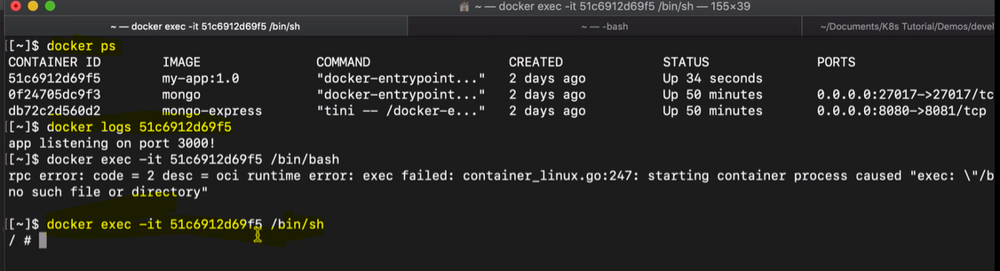 ~ — docker exec -it 51c6912d69f5 /bin/sh — 155×39
~ — docker exec -it 51c6912d69f5 /bin/sh ~ — -bash ~/Documents/K8s Tutorial/Demos/devel
[~]$ docker ps
CONTAINER ID IMAGE COMMAND CREATED STATUS PORTS
51c6912d69f5 my-app:1.0 "docker-entrypoint..." 2 days ago Up 34 seconds
0f24705dc9f3 mongo "docker-entrypoint..." 2 days ago Up 50 minutes 0.0.0.0:27017->27017/tc
db72c2d560d2 mongo-express "tini -- /docker-e..." 2 days ago Up 50 minutes 0.0.0.0:8080->8081/tcp
[~]$ docker logs 51c6912d69f5
app listening on port 3000!
[~]$ docker exec -it 51c6912d69f5 /bin/bash
rpc error: code = 2 desc = oci runtime error: exec failed: container_linux.go:247: starting container process caused "exec: \"/b
no such file or directory"
[~]$ docker exec -it 51c6912d69f5 /bin/sh
/ #